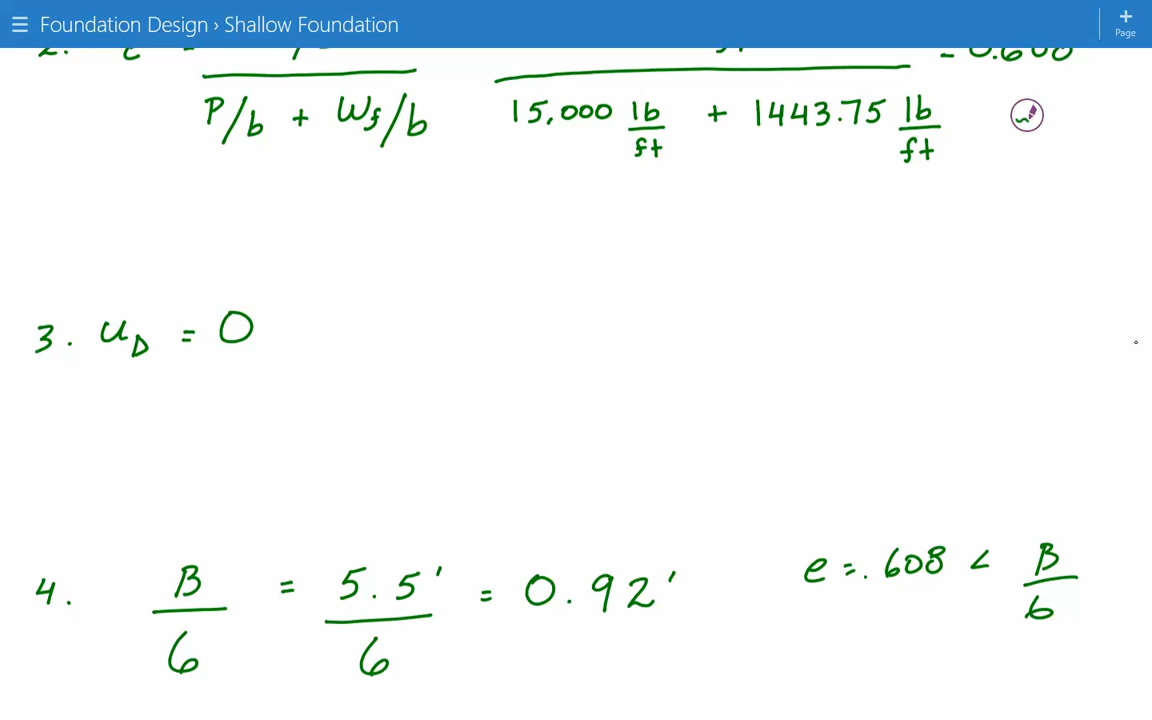 Foundation Design › Shallow Foundation
Page
= 0.608
P/b + Wf/b 15,000 lb/ft + 1443.75 lb/ft
3. uD = 0
4. B/6 = 5.5'/6 = 0.92' e = .608 < B/6